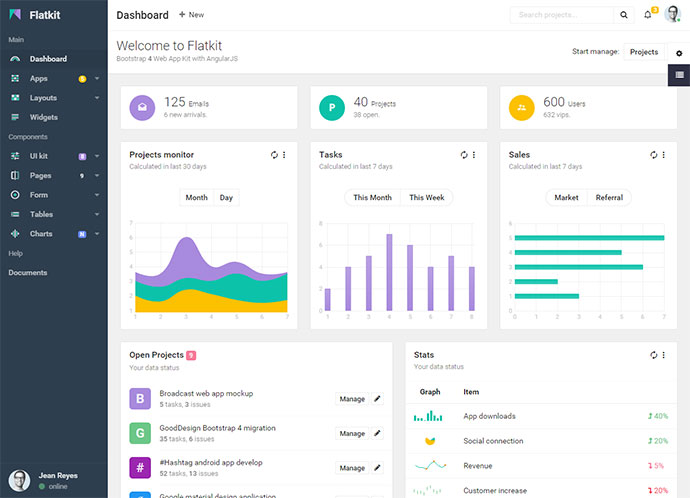 Flatkit
Main
Dashboard
Apps 5
Layouts
Widgets
Components
UI kit 8
Pages 9
Form
Tables
Charts N
Help
Documents
Jean Reyes
online
Dashboard + New
Search projects... 3
Welcome to Flatkit
Bootstrap 4 Web App Kit with AngularJS
Start manage: Projects
125 Emails
6 new arrivals.
P
40 Projects
38 open.
600 Users
632 vips.
Projects monitor
Calculated in last 30 days
Month Day
7
6
5
4
3
2
1
1 2 3 4 5 6 7
Tasks
Calculated in last 7 days
This Month This Week
8
6
4
2
0
1 2 3 4 5 6 7 8
Sales
Calculated in last 7 days
Market Referral
6
5
4
3
2
1
0
0 1 2 3 4 5 6 7
Open Projects 9
Your data status
B
Broadcast web app mockup
5 tasks, 3 issues
Manage
G
GoodDesign Bootstrap 4 migration
35 tasks, 6 issues
Manage
#
#Hashtag android app develop
52 tasks, 13 issues
Manage
Google material design application
Stats
Your data status
Graph Item
App downloads 40%
Social connection 20%
Revenue 5%
Customer increase 20%